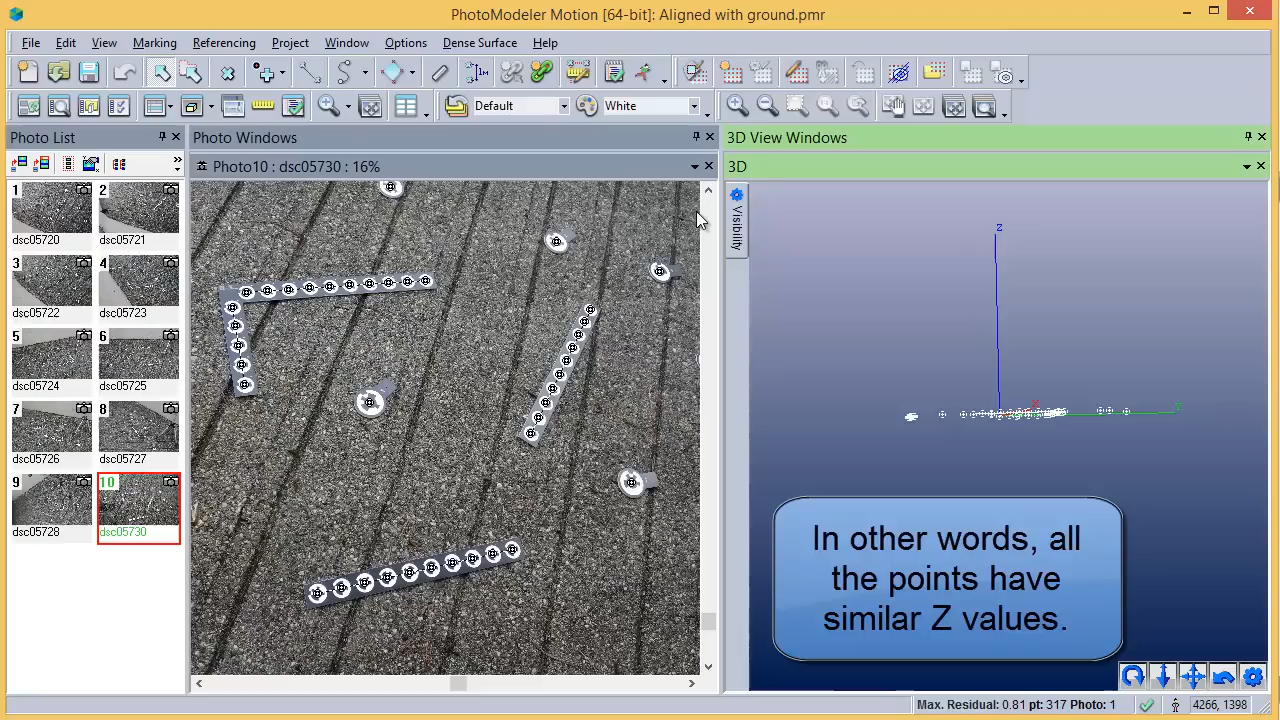 PhotoModeler Motion [64-bit]: Aligned with ground.pmr
File Edit View Marking Referencing Project Window Options Dense Surface Help
Default White
Photo List
Photo Windows
3D View Windows
Photo10 : dsc05730 : 16%
3D
Visibility
1 2
dsc05720 dsc05721
3 4
dsc05722 dsc05723
5 6
dsc05724 dsc05725
7 8
dsc05726 dsc05727
9 10
dsc05728 dsc05730
Z
X
Y
In other words, all
the points have
similar Z values.
Max. Residual: 0.81 pt: 317 Photo: 1
4266, 1398